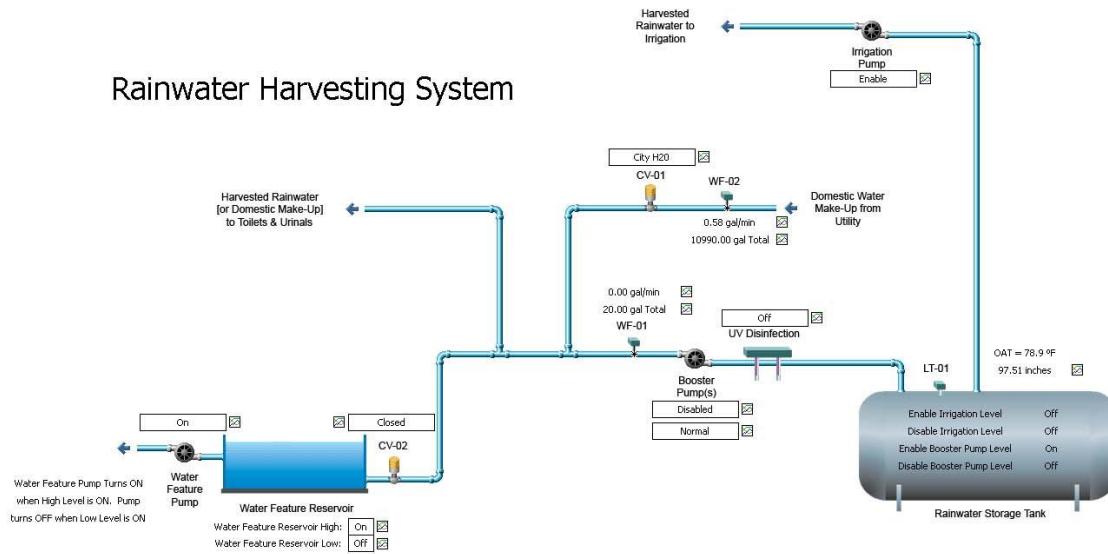 Harvested
Rainwater to
Irrigation
Irrigation
Pump
Enable
Rainwater Harvesting System
City H20
CV-01
WF-02
Harvested Rainwater
[or Domestic Make-Up]
to Toilets & Urinals
Domestic Water
Make-Up from
Utility
0.58 gal/min
10990.00 gal Total
0.00 gal/min
20.00 gal Total
WF-01
Off
UV Disinfection
OAT = 78.9 ºF
97.51 inches
LT-01
Booster
Pump(s)
Disabled
Normal
Enable Irrigation Level Off
Disable Irrigation Level Off
Enable Booster Pump Level On
Disable Booster Pump Level Off
Rainwater Storage Tank
On
Closed
CV-02
Water
Feature
Pump
Water Feature Pump Turns ON
when High Level is ON. Pump
turns OFF when Low Level is ON
Water Feature Reservoir
Water Feature Reservoir High: On
Water Feature Reservoir Low: Off